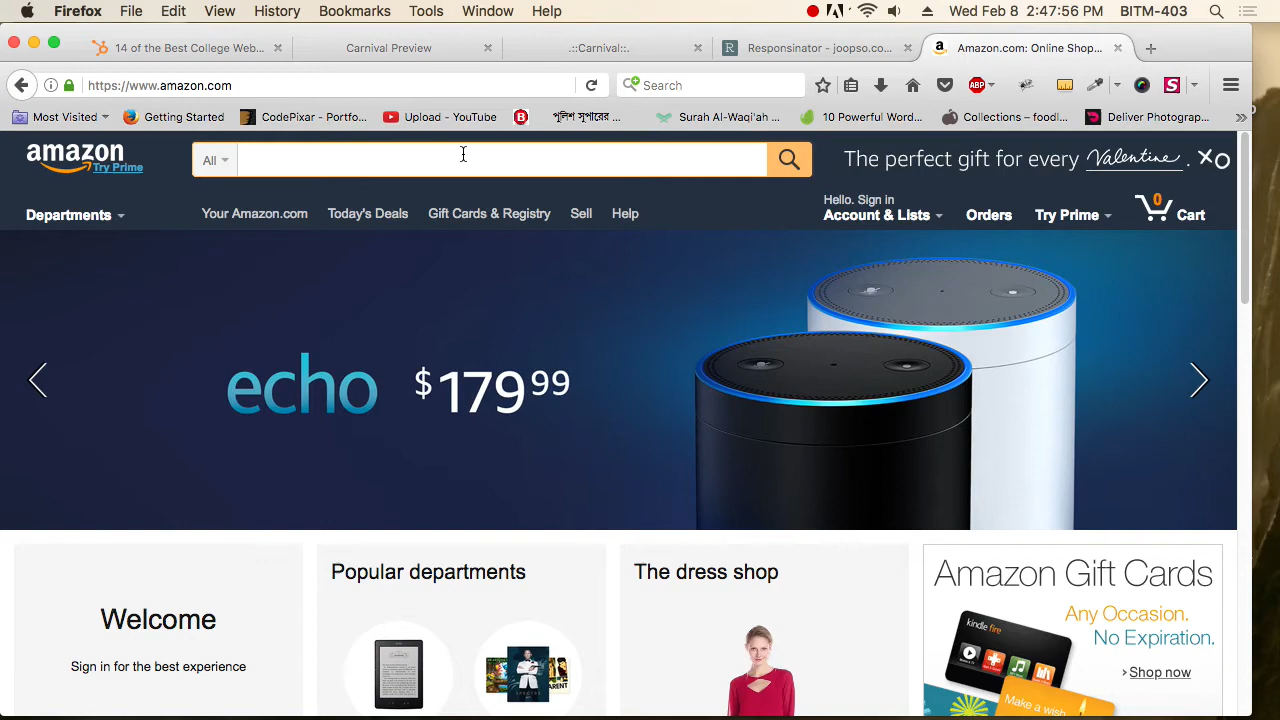 Firefox File Edit View History Bookmarks Tools Window Help Wed Feb 8 2:47:56 PM BITM-403
14 of the Best College Web... Carnival Preview .::Carnival::. Responsinator - joopso.co... Amazon.com: Online Shop...
https://www.amazon.com Search
Most Visited Getting Started CodePixar - Portfo... Upload - YouTube পুলিশ সুপারের ... Surah Al-Waqi'ah ... 10 Powerful Word... Collections — foodl... Deliver Photograp...
amazon Try Prime All The perfect gift for every Valentine.
Departments Your Amazon.com Today's Deals Gift Cards & Registry Sell Help Hello. Sign in Account & Lists Orders Try Prime 0 Cart
echo $179 99
Welcome
Sign in for the best experience
Popular departments
The dress shop
Amazon Gift Cards
Any Occasion.
No Expiration.
kindle fire
Shop now
Make a wish